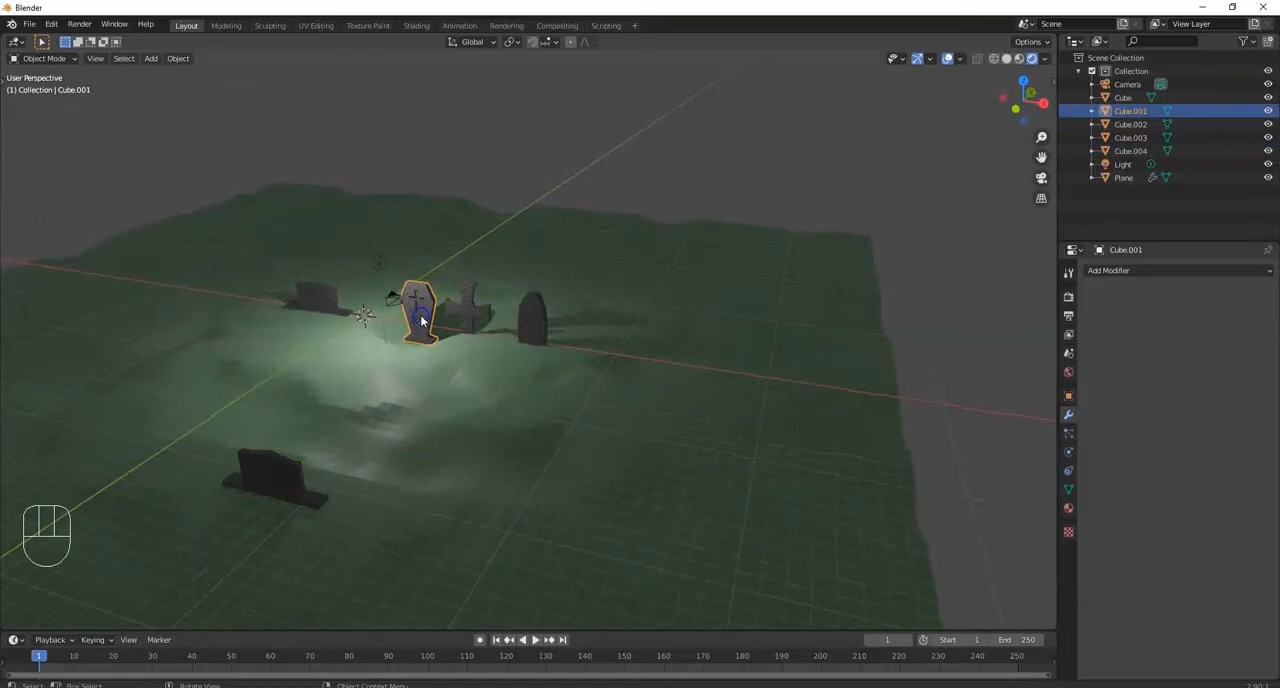 Blender
File Edit Render Window Help Layout Modeling Sculpting UV Editing Texture Paint Shading Animation Rendering Compositing Scripting + Scene View Layer
Global Options
Object Mode View Select Add Object
User Perspective
(1) Collection | Cube.001
Scene Collection
Collection
Camera
Cube
Cube.001
Cube.002
Cube.003
Cube.004
Light
Plane
Cube.001
Add Modifier
Z
X
Playback Keying View Marker 1 Start 1 End 250
1 10 20 30 40 50 60 70 80 90 100 110 120 130 140 150 160 170 180 190 200 210 220 230 240 250
Select Box Select Rotate View Object Context Menu 2.90.1